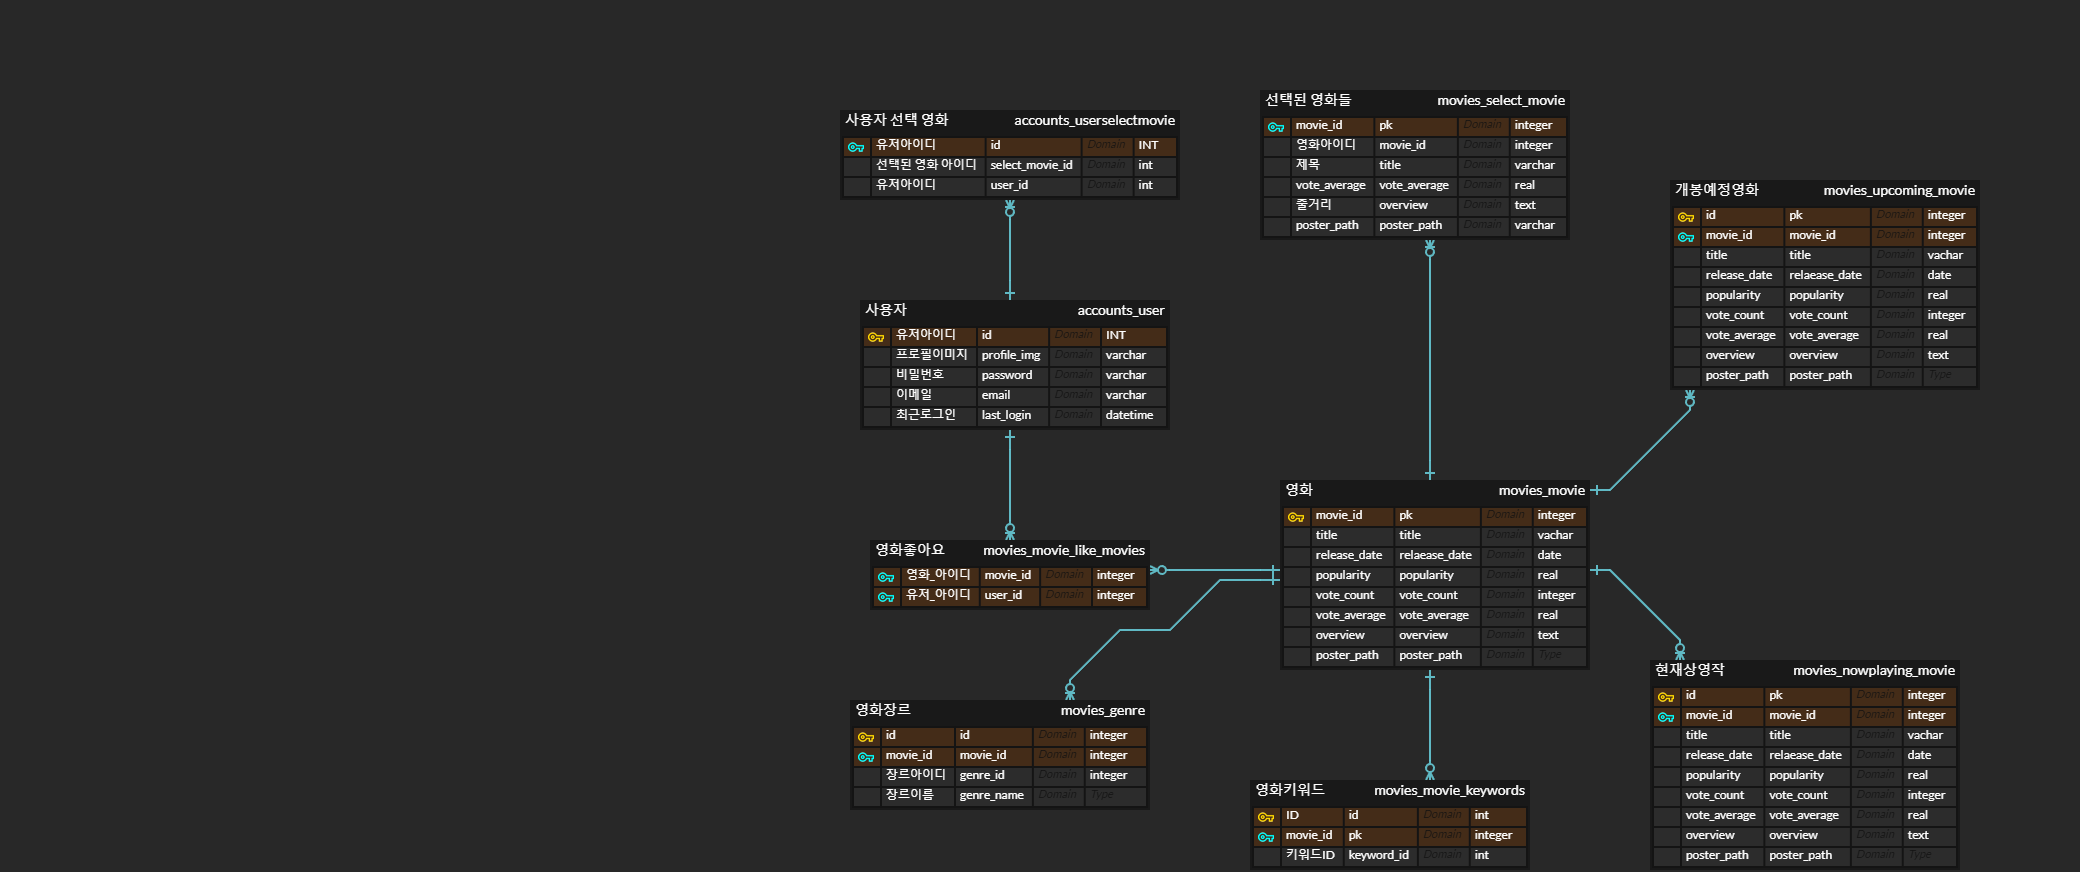 사용자 선택 영화 accounts_userselectmovie
유저아이디 id Domain INT
선택된 영화 아이디 select_movie_id Domain int
유저아이디 user_id Domain int
선택된 영화들 movies_select_movie
movie_id pk Domain integer
영화아이디 movie_id Domain integer
제목 title Domain varchar
vote_average vote_average Domain real
줄거리 overview Domain text
poster_path poster_path Domain varchar
개봉예정영화 movies_upcoming_movie
id pk Domain integer
movie_id movie_id Domain integer
title title Domain vachar
release_date relaease_date Domain date
popularity popularity Domain real
vote_count vote_count Domain integer
vote_average vote_average Domain real
overview overview Domain text
poster_path poster_path Domain Type
사용자 accounts_user
유저아이디 id Domain INT
프로필이미지 profile_img Domain varchar
비밀번호 password Domain varchar
이메일 email Domain varchar
최근로그인 last_login Domain datetime
영화 movies_movie
movie_id pk Domain integer
title title Domain vachar
release_date relaease_date Domain date
popularity popularity Domain real
vote_count vote_count Domain integer
vote_average vote_average Domain real
overview overview Domain text
poster_path poster_path Domain Type
영화좋아요 movies_movie_like_movies
영화_아이디 movie_id Domain integer
유저_아이디 user_id Domain integer
영화장르 movies_genre
id id Domain integer
movie_id movie_id Domain integer
장르아이디 genre_id Domain integer
장르이름 genre_name Domain Type
영화키워드 movies_movie_keywords
ID id Domain int
movie_id pk Domain integer
키워드ID keyword_id Domain int
현재상영작 movies_nowplaying_movie
id pk Domain integer
movie_id movie_id Domain integer
title title Domain vachar
release_date relaease_date Domain date
popularity popularity Domain real
vote_count vote_count Domain integer
vote_average vote_average Domain real
overview overview Domain text
poster_path poster_path Domain Type